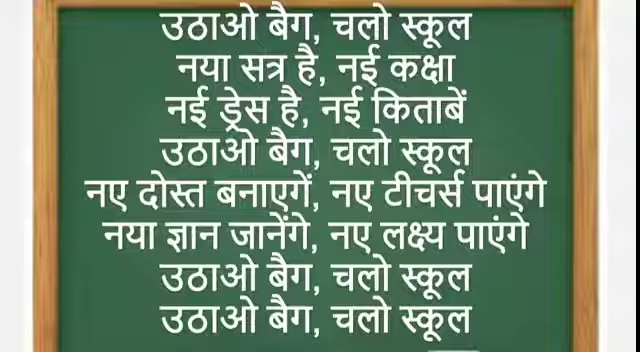 उठाओ बैग, चलो स्कूल
नया सत्र है, नई कक्षा
नई ड्रेस है, नई किताबें
उठाओ बैग, चलो स्कूल
नए दोस्त बनाएगें, नए टीचर्स पाएंगे
नया ज्ञान जानेंगे, नए लक्ष्य पाएंगे
उठाओ बैग, चलो स्कूल
उठाओ बैग, चलो स्कूल